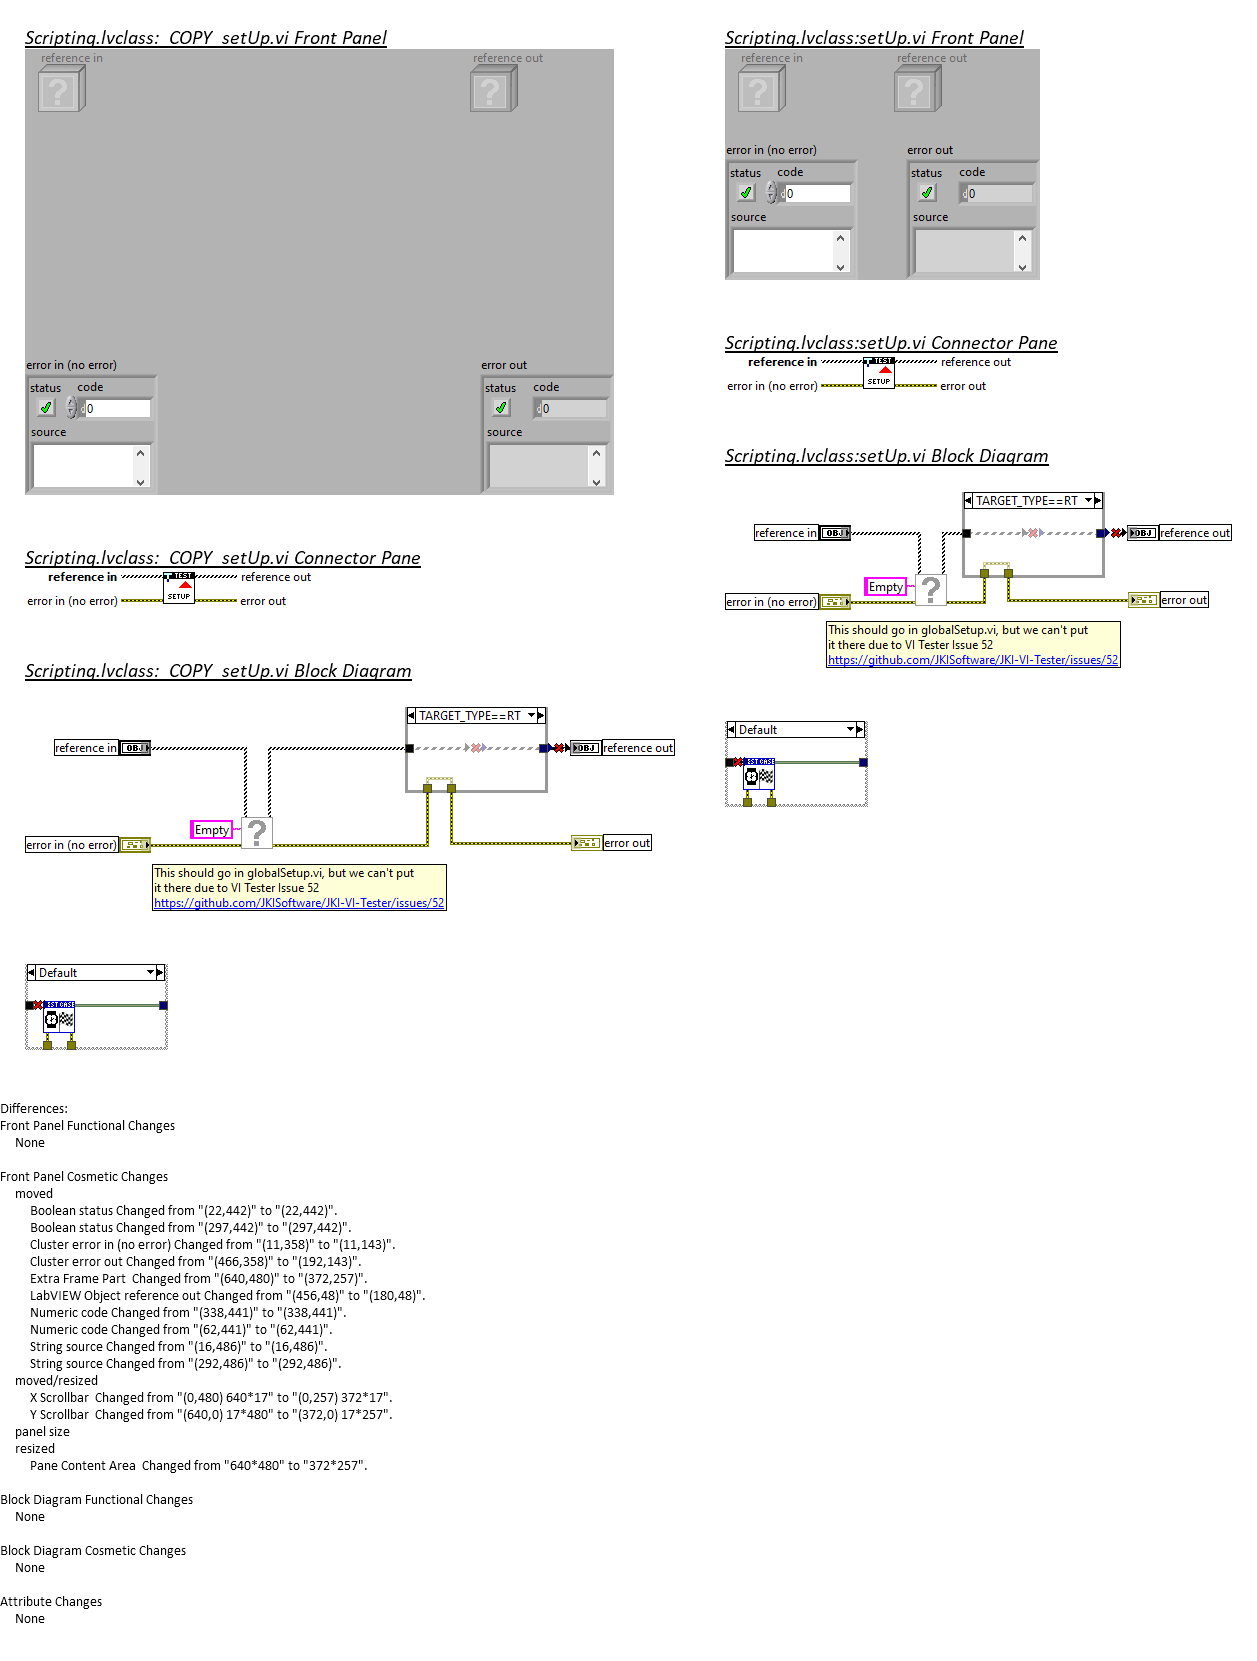 Scripting.lvclass:_COPY_setUp.vi Front Panel
reference in
reference out
error in (no error)
error out
status
code
0
source
status
code
0
source
Scripting.lvclass:_COPY_setUp.vi Connector Pane
reference in
reference out
error in (no error)
error out
TEST
SETUP
Scripting.lvclass:_COPY_setUp.vi Block Diagram
TARGET_TYPE==RT
reference in
OBJ
OBJ
reference out
Empty
?
error in (no error)
error out
This should go in globalSetup.vi, but we can't put
it there due to VI Tester Issue 52
https://github.com/JKISoftware/JKI-VI-Tester/issues/52
Default
Scripting.lvclass:setUp.vi Front Panel
reference in
reference out
error in (no error)
error out
status
code
0
source
status
code
0
source
Scripting.lvclass:setUp.vi Connector Pane
reference in
reference out
error in (no error)
error out
TEST
SETUP
Scripting.lvclass:setUp.vi Block Diagram
TARGET_TYPE==RT
reference in
OBJ
OBJ
reference out
Empty
?
error in (no error)
error out
This should go in globalSetup.vi, but we can't put
it there due to VI Tester Issue 52
https://github.com/JKISoftware/JKI-VI-Tester/issues/52
Default
Differences:
Front Panel Functional Changes
None
Front Panel Cosmetic Changes
moved
Boolean status Changed from "(22,442)" to "(22,442)".
Boolean status Changed from "(297,442)" to "(297,442)".
Cluster error in (no error) Changed from "(11,358)" to "(11,143)".
Cluster error out Changed from "(466,358)" to "(192,143)".
Extra Frame Part  Changed from "(640,480)" to "(372,257)".
LabVIEW Object reference out Changed from "(456,48)" to "(180,48)".
Numeric code Changed from "(338,441)" to "(338,441)".
Numeric code Changed from "(62,441)" to "(62,441)".
String source Changed from "(16,486)" to "(16,486)".
String source Changed from "(292,486)" to "(292,486)".
moved/resized
X Scrollbar  Changed from "(0,480) 640*17" to "(0,257) 372*17".
Y Scrollbar  Changed from "(640,0) 17*480" to "(372,0) 17*257".
panel size
resized
Pane Content Area  Changed from "640*480" to "372*257".
Block Diagram Functional Changes
None
Block Diagram Cosmetic Changes
None
Attribute Changes
None